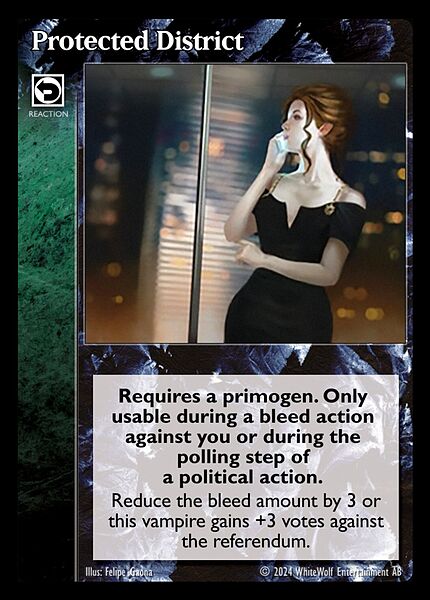 Protected District
REACTION
Requires a primogen. Only
usable during a bleed action
against you or during the
polling step of
a political action.
Reduce the bleed amount by 3 or
this vampire gains +3 votes against
the referendum.
Illus: Felipe Gaona
© 2024 WhiteWolf Entertainment AB